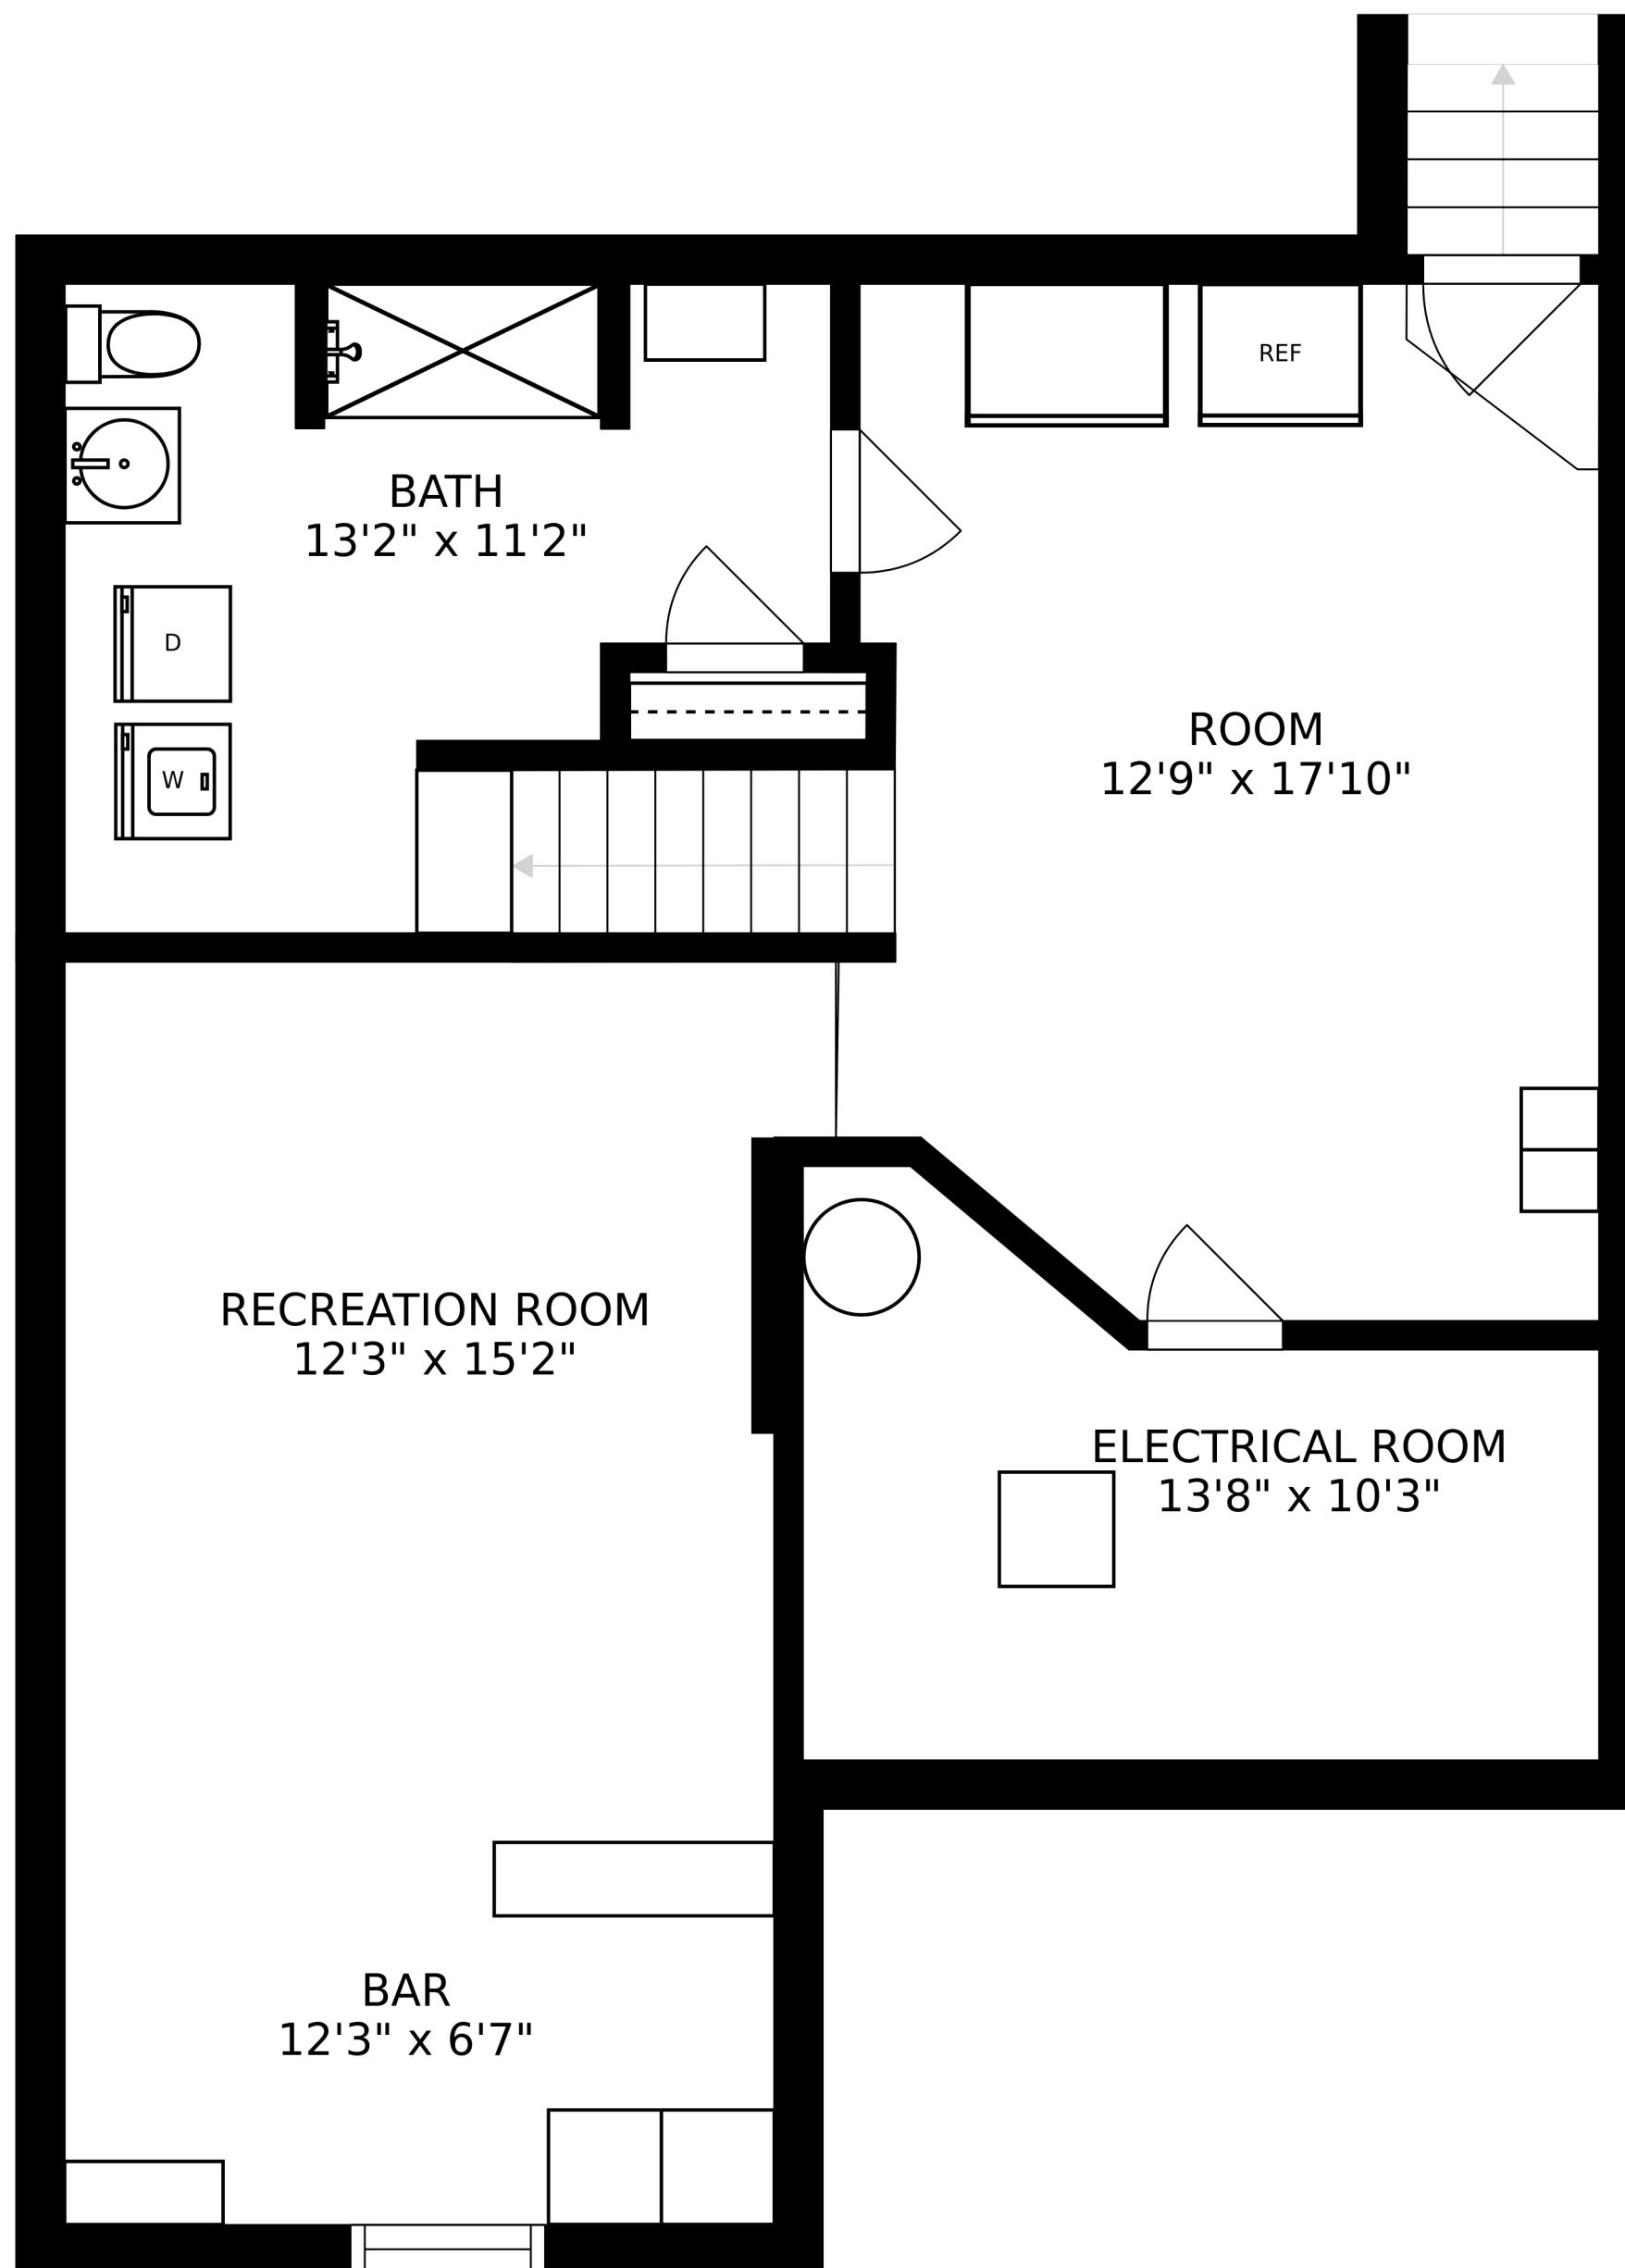 REF
BATH
13'2" x 11'2"
D
W
ROOM
12'9" x 17'10"
RECREATION ROOM
12'3" x 15'2"
ELECTRICAL ROOM
13'8" x 10'3"
BAR
12'3" x 6'7"